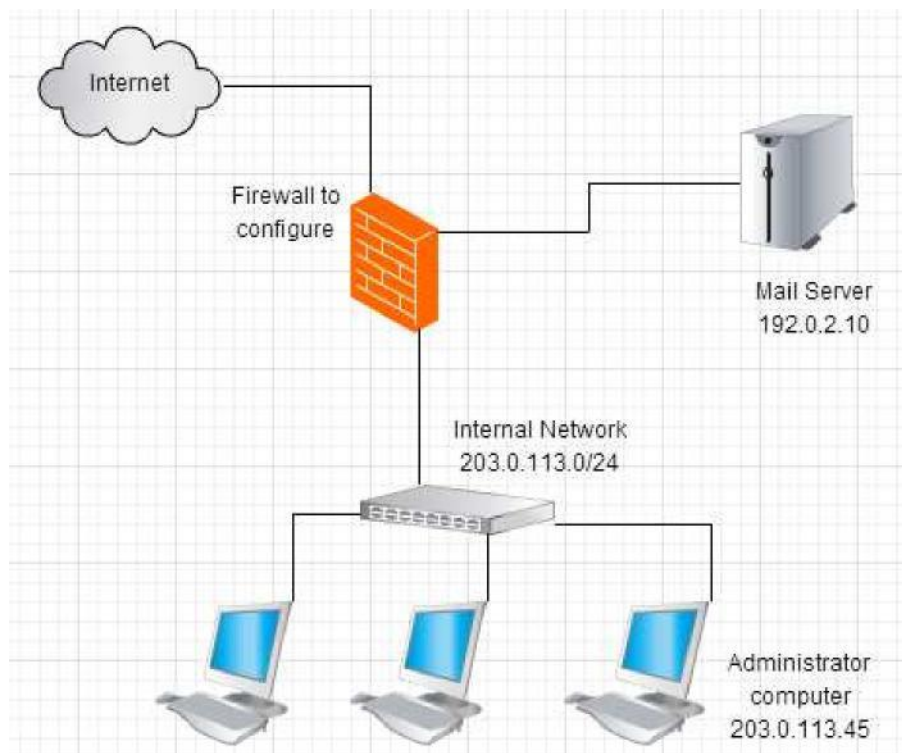 Internet
Firewall to
configure
Mail Server
192.0.2.10
Internal Network
203.0.113.0/24
Administrator
computer
203.0.113.45